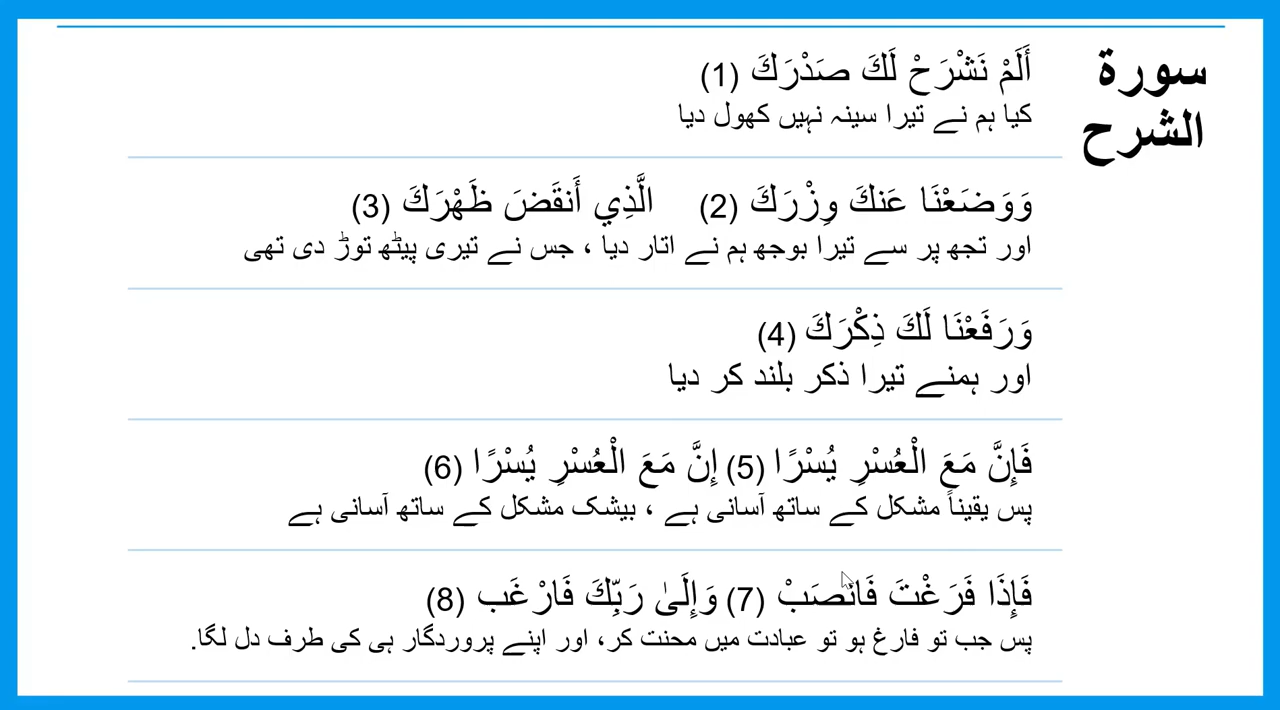 سورة
الشرح
أَلَمْ نَشْرَحْ لَكَ صَدْرَكَ (1)
کیا ہم نے تیرا سینہ نہیں کھول دیا
وَوَضَعْنَا عَنكَ وِزْرَكَ (2) الَّذِي أَنقَضَ ظَهْرَكَ (3)
اور تجھ پر سے تیرا بوجھ ہم نے اتار دیا ، جس نے تیری پیٹھ توڑ دی تھی
وَرَفَعْنَا لَكَ ذِكْرَكَ (4)
اور ہمنے تیرا ذکر بلند کر دیا
فَإِنَّ مَعَ الْعُسْرِ يُسْرًا (5) إِنَّ مَعَ الْعُسْرِ يُسْرًا (6)
پس یقیناً مشکل کے ساتھ آسانی ہے ، بیشک مشکل کے ساتھ آسانی ہے
فَإِذَا فَرَغْتَ فَانَصَبْ (7) وَإِلَىٰ رَبِّكَ فَارْغَب (8)
پس جب تو فارغ ہو تو عبادت میں محنت کر، اور اپنے پروردگار ہی کی طرف دل لگا.